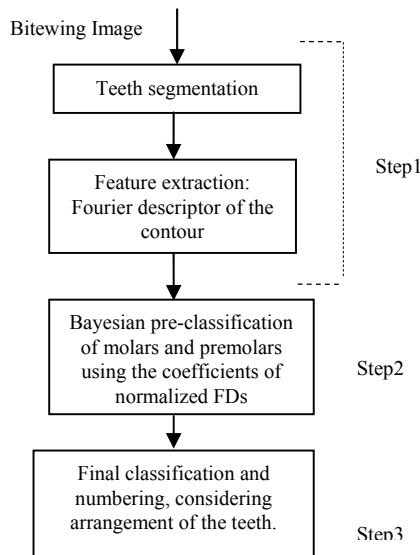 Bitewing Image
Teeth segmentation
Step1
Feature extraction:
Fourier descriptor of the
contour
Bayesian pre-classification
of molars and premolars
using the coefficients of
normalized FDs
Step2
Final classification and
numbering, considering
arrangement of the teeth.
Step3